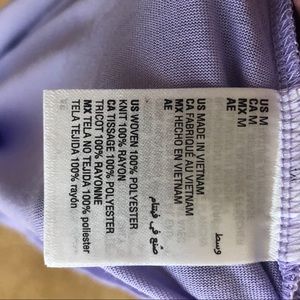 US M
CA M
MX M
AE وسط
US MADE IN VIETNAM
CA FABRIQUÉ AU VIETNAM
MX HECHO EN VIETNAM
AE صنع في فيتنام
US WOVEN 100% POLYESTER
KNIT 100% RAYON
CA TISSAGE 100% POLYESTER
TRICOT 100% RAYONNE
MX TELA NO TEJIDA 100% poliester
TELA TEJIDA 100% rayón